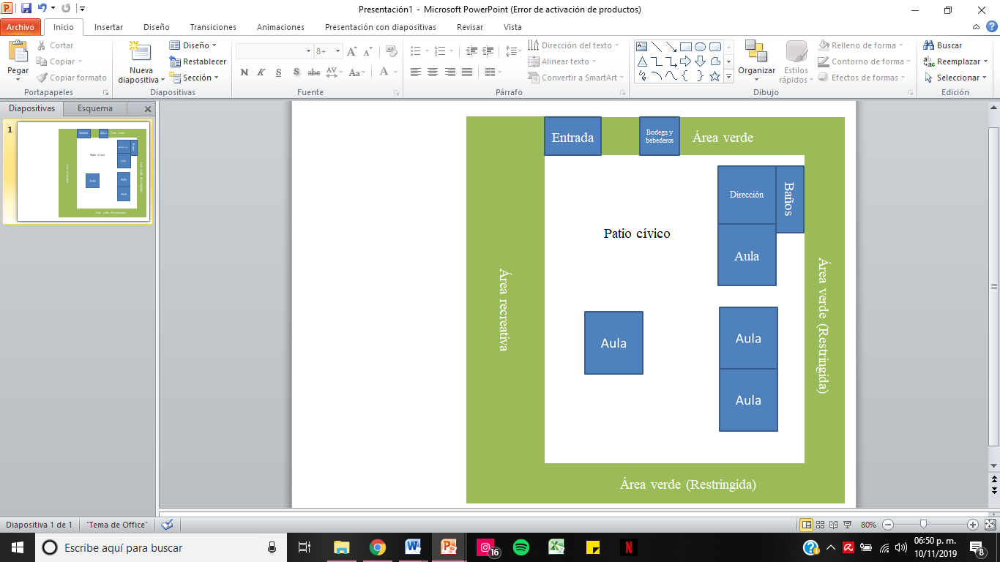 Presentación1 - Microsoft PowerPoint (Error de activación de productos)
Archivo Inicio Insertar Diseño Transiciones Animaciones Presentación con diapositivas Revisar Vista
Pegar
Cortar
Copiar
Copiar formato
Portapapeles
Nueva
diapositiva
Diseño
Restablecer
Sección
Diapositivas
8+
A A
N K S S abc AV Aa A
Fuente
Dirección del texto
Alinear texto
Convertir a SmartArt
Párrafo
Organizar
Estilos
rápidos
Relleno de forma
Contorno de forma
Efectos de formas
Dibujo
Buscar
Reemplazar
Seleccionar
Edición
Diapositivas Esquema
1
Entrada
Bodega y
bebederos
Área verde
Dirección
Baños
Patio cívico
Aula
Área recreativa
Área verde (Restringida)
Aula
Aula
Aula
Área verde (Restringida)
Diapositiva 1 de 1 "Tema de Office" 80%
Escribe aquí para buscar
16
06:50 p. m.
10/11/2019
8